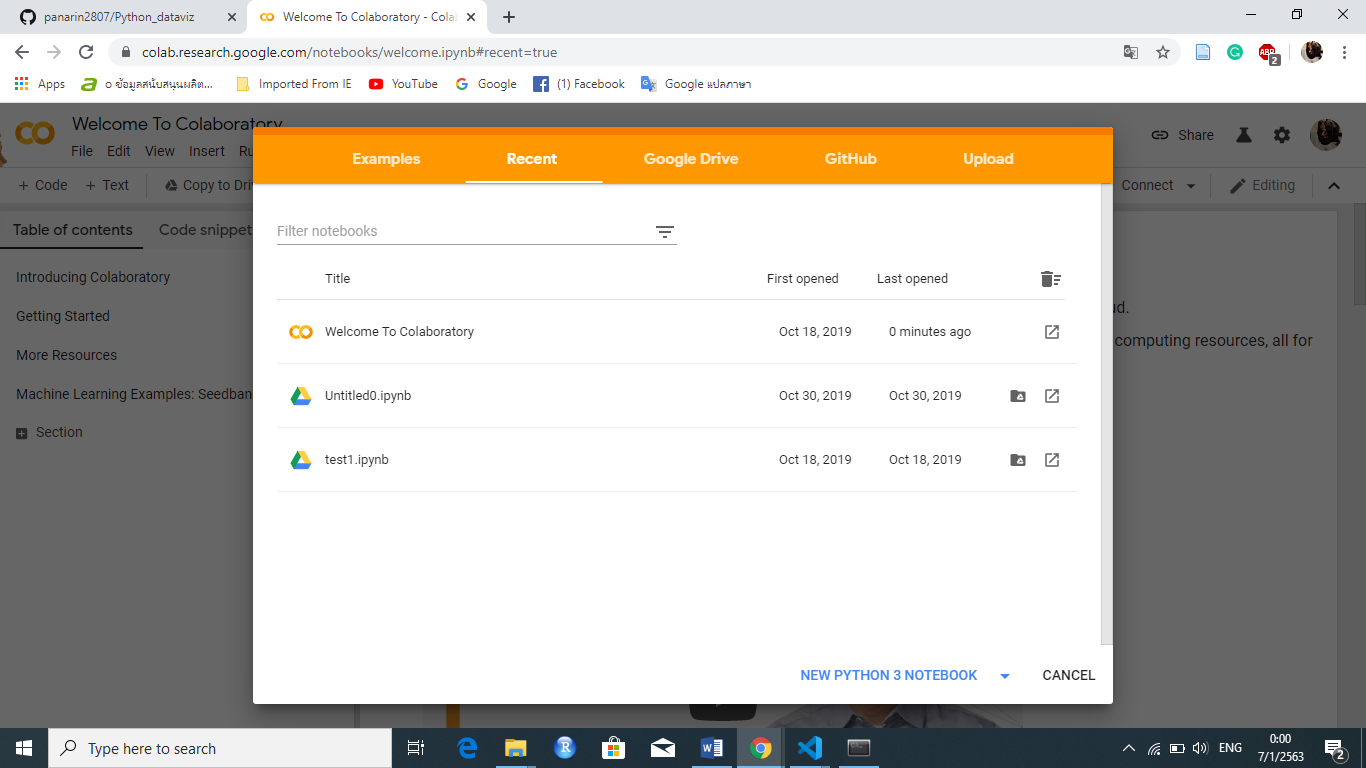 panarin2807/Python_dataviz
Welcome To Colaboratory - Cola
colab.research.google.com/notebooks/welcome.ipynb#recent=true
Apps
o ข้อมูลสนับสนุนผลิต...
Imported From IE
YouTube
Google
(1) Facebook
Google แปลภาษา
ABP
2
Welcome To Colaboratory
File Edit View Insert Ru
Share
+ Code + Text
Copy to Dri
Connect
Editing
Table of contents
Code snippet
Introducing Colaboratory
Getting Started
More Resources
Machine Learning Examples: Seedban
Section
ud.
computing resources, all for
Examples
Recent
Google Drive
GitHub
Upload
Filter notebooks
Title First opened Last opened
Welcome To Colaboratory Oct 18, 2019 0 minutes ago
Untitled0.ipynb Oct 30, 2019 Oct 30, 2019
test1.ipynb Oct 18, 2019 Oct 18, 2019
NEW PYTHON 3 NOTEBOOK
CANCEL
Type here to search
ENG
0:00
7/1/2563
2